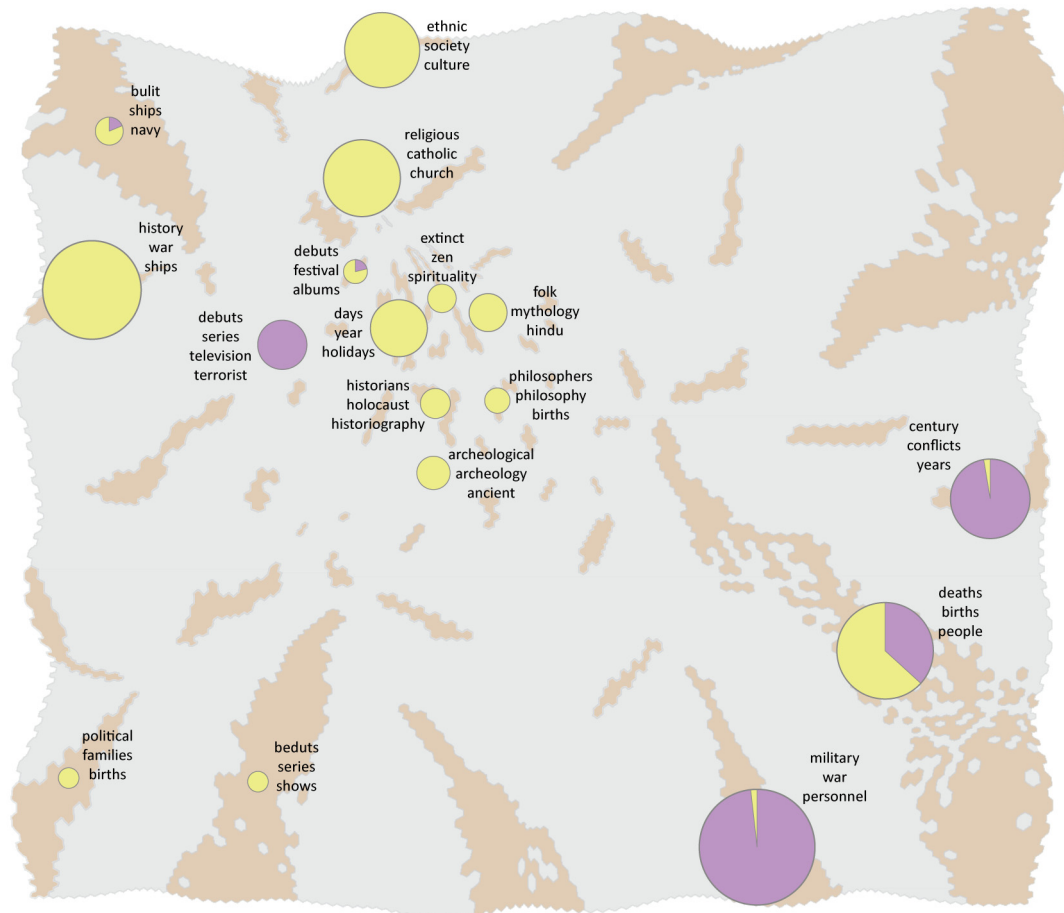 ethnic
society
culture
bulit
ships
navy
religious
catholic
church
history
war
ships
debuts
festival
albums
extinct
zen
spirituality
folk
mythology
hindu
debuts
series
television
terrorist
days
year
holidays
historians
holocaust
historiography
philosophers
philosophy
births
archeological
archeology
ancient
century
conflicts
years
deaths
births
people
political
families
births
beduts
series
shows
military
war
personnel